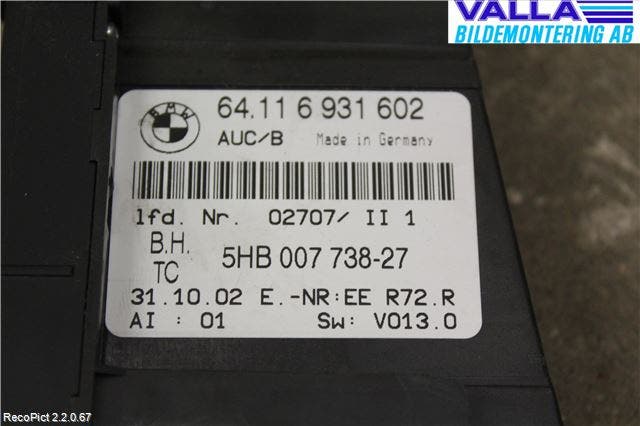 VALLA
BILDEMONTERING AB
BMW
64.11 6 931 602
AUC/B Made in Germany
lfd. Nr. 02707/ II 1
B.H.
TC
5HB 007 738-27
31.10.02 E.-NR:EE R72.R
AI : 01 Sw: V013.0
RecoPict 2.2.0.67